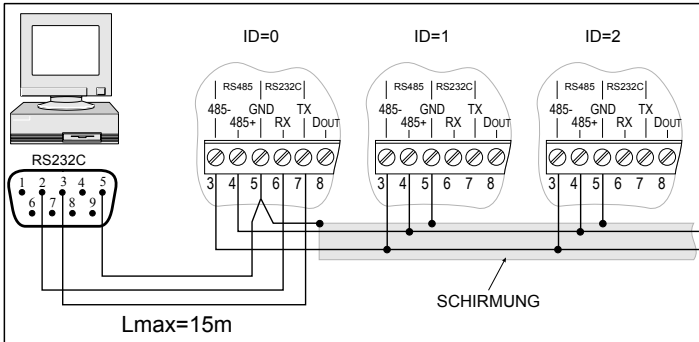 ID=0 ID=1 ID=2
RS485 RS232C RS485 RS232C RS485 RS232C
485- GND TX 485- GND TX 485- GND TX
485+ RX DOUT 485+ RX DOUT 485+ RX DOUT
3 4 5 6 7 8 3 4 5 6 7 8 3 4 5 6 7 8
RS232C
1 2 3 4 5
6 7 8 9
SCHIRMUNG
Lmax=15m